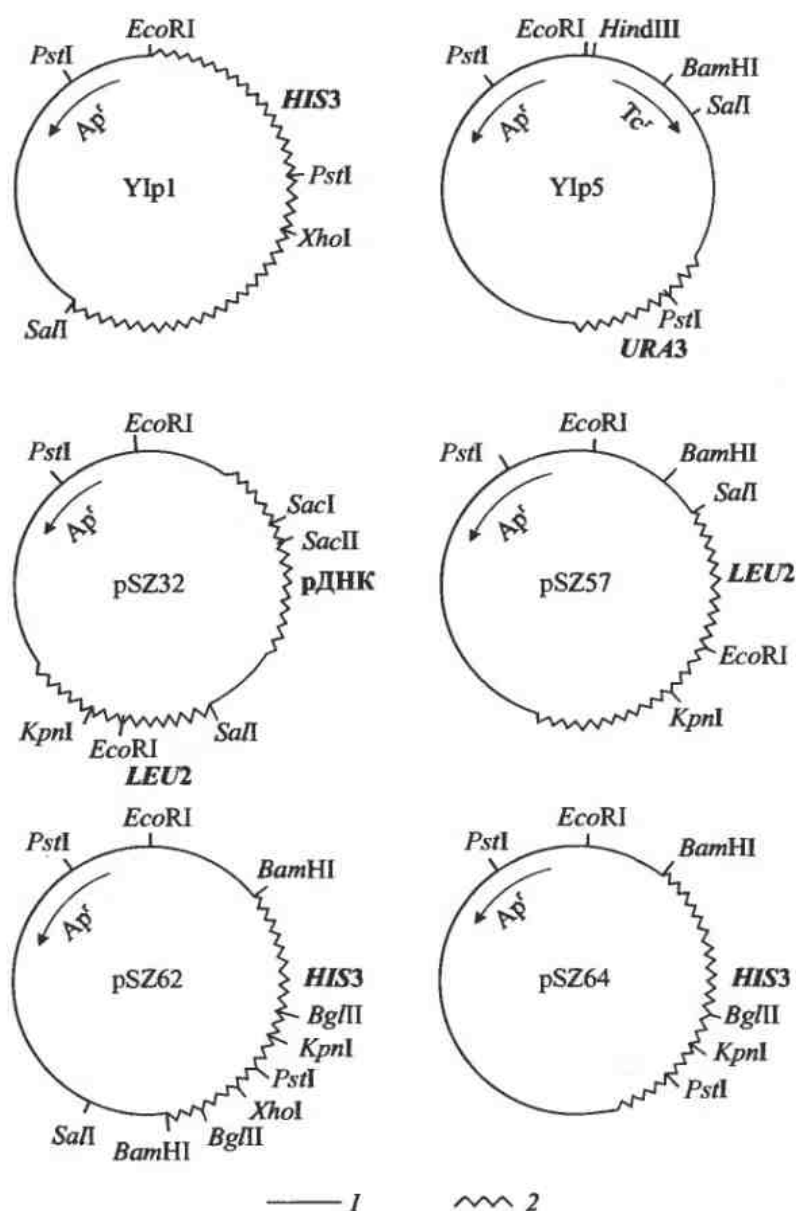 EcoRI
PstI
HIS3
Apr
YIp1
PstI
XhoI
SalI
EcoRI HindIII
PstI
BamHI
SalI
Apr
Tcr
YIp5
PstI
URA3
EcoRI
PstI
SacI
SacII
Apr
pSZ32
рДНК
KpnI
EcoRI
SalI
LEU2
EcoRI
PstI
BamHI
SalI
Apr
pSZ57
LEU2
EcoRI
KpnI
EcoRI
PstI
BamHI
Apr
pSZ62
HIS3
BglII
KpnI
PstI
XhoI
SalI
BamHI
BglII
EcoRI
PstI
BamHI
Apr
pSZ64
HIS3
BglII
KpnI
PstI
1
2